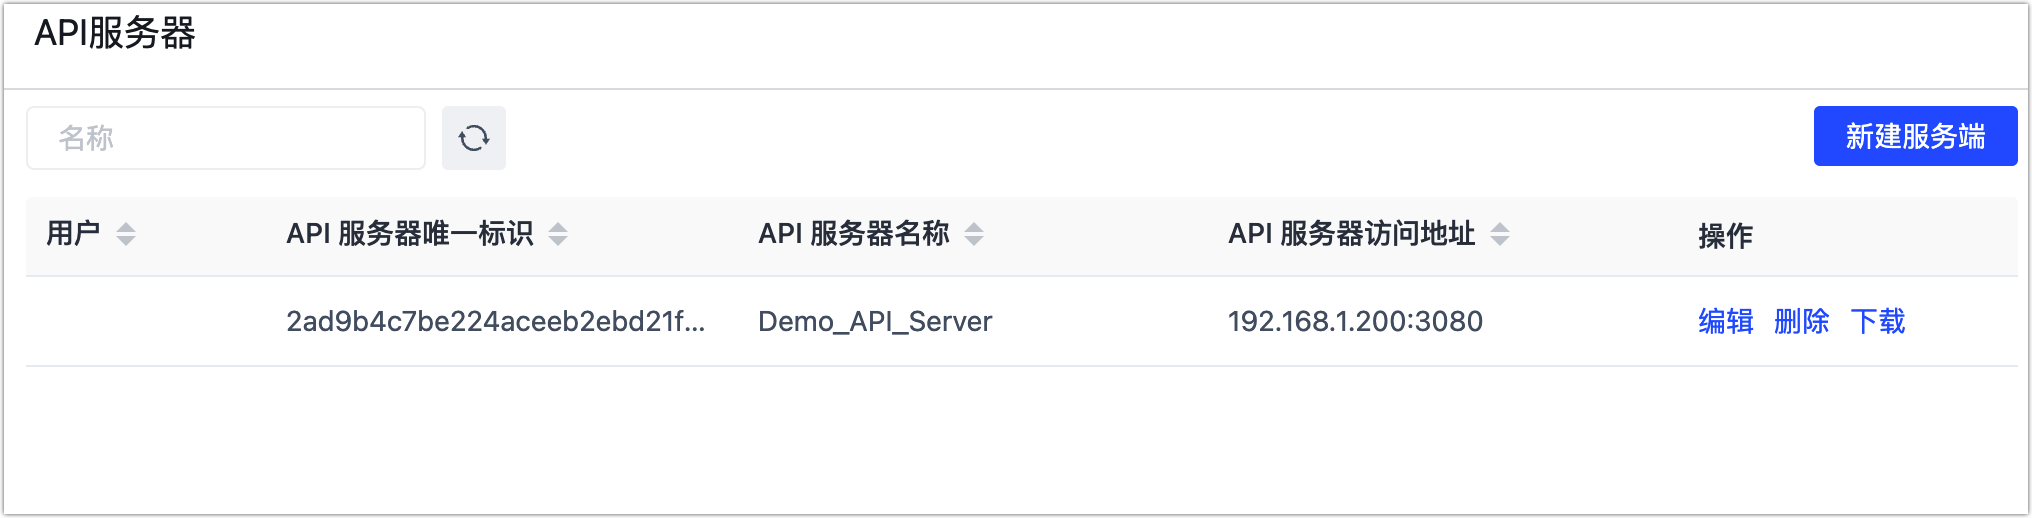 API服务器
名称
新建服务端
用户 API 服务器唯一标识 API 服务器名称 API 服务器访问地址 操作
2ad9b4c7be224aceeb2ebd21f... Demo_API_Server 192.168.1.200:3080 编辑 删除 下载